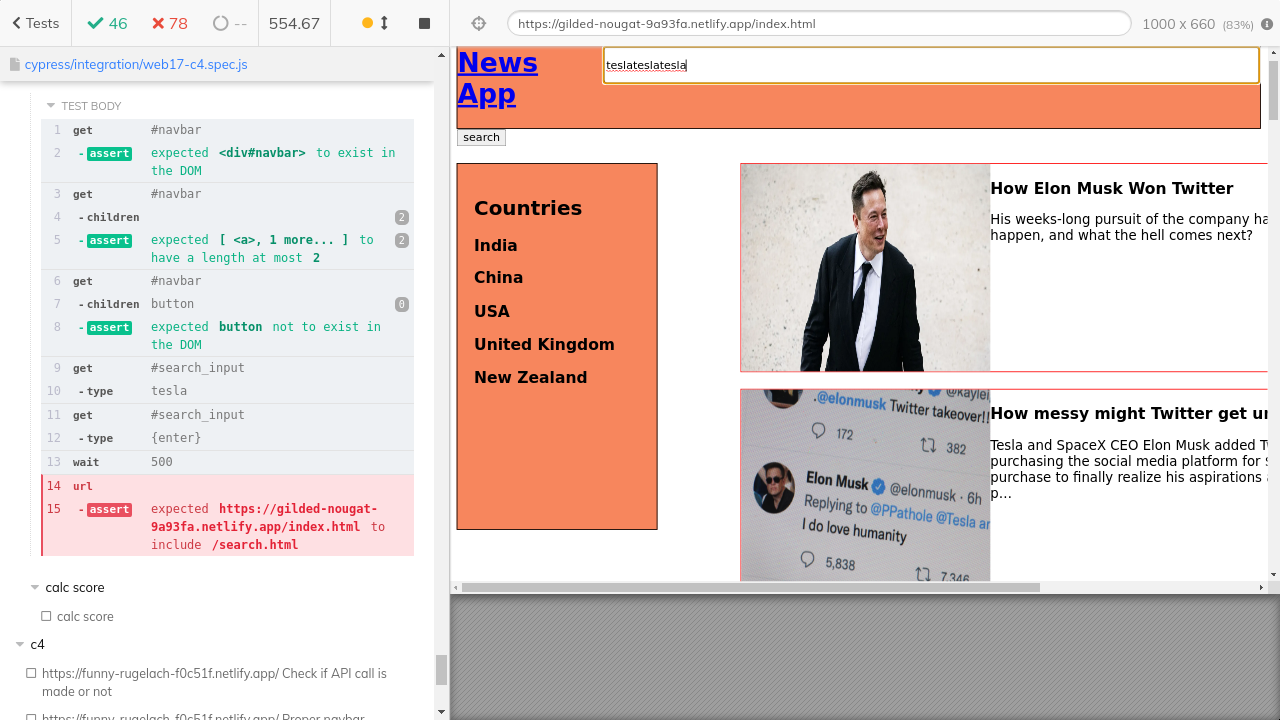 Tests
46
78
--
554.67
https://gilded-nougat-9a93fa.netlify.app/index.html
1000 x 660 (83%)
cypress/integration/web17-c4.spec.js
TEST BODY
1 get #navbar
2 -assert expected <div#navbar> to exist in
the DOM
3 get #navbar
4 -children 2
5 -assert expected [ <a>, 1 more... ] to 2
have a length at most 2
6 get #navbar
7 -children button 0
8 -assert expected button not to exist in
the DOM
9 get #search_input
10 -type tesla
11 get #search_input
12 -type {enter}
13 wait 500
14 url
15 -assert expected https://gilded-nougat-
9a93fa.netlify.app/index.html to
include /search.html
calc score
calc score
c4
https://funny-rugelach-f0c51f.netlify.app/ Check if API call is
made or not
https://funny-rugelach-f0c51f.netlify.app/ Proper navbar
News
App
teslateslatesla
search
Countries
India
China
USA
United Kingdom
New Zealand
How Elon Musk Won Twitter
His weeks-long pursuit of the company ha
happen, and what the hell comes next?
.@elonmusk Twitter takeover!!
172 382
Elon Musk @elonmusk · 6h
Replying to @PPathole @Tesla an
I do love humanity
5,838 7,346
How messy might Twitter get u
Tesla and SpaceX CEO Elon Musk added T
purchasing the social media platform for
purchase to finally realize his aspirations
p...